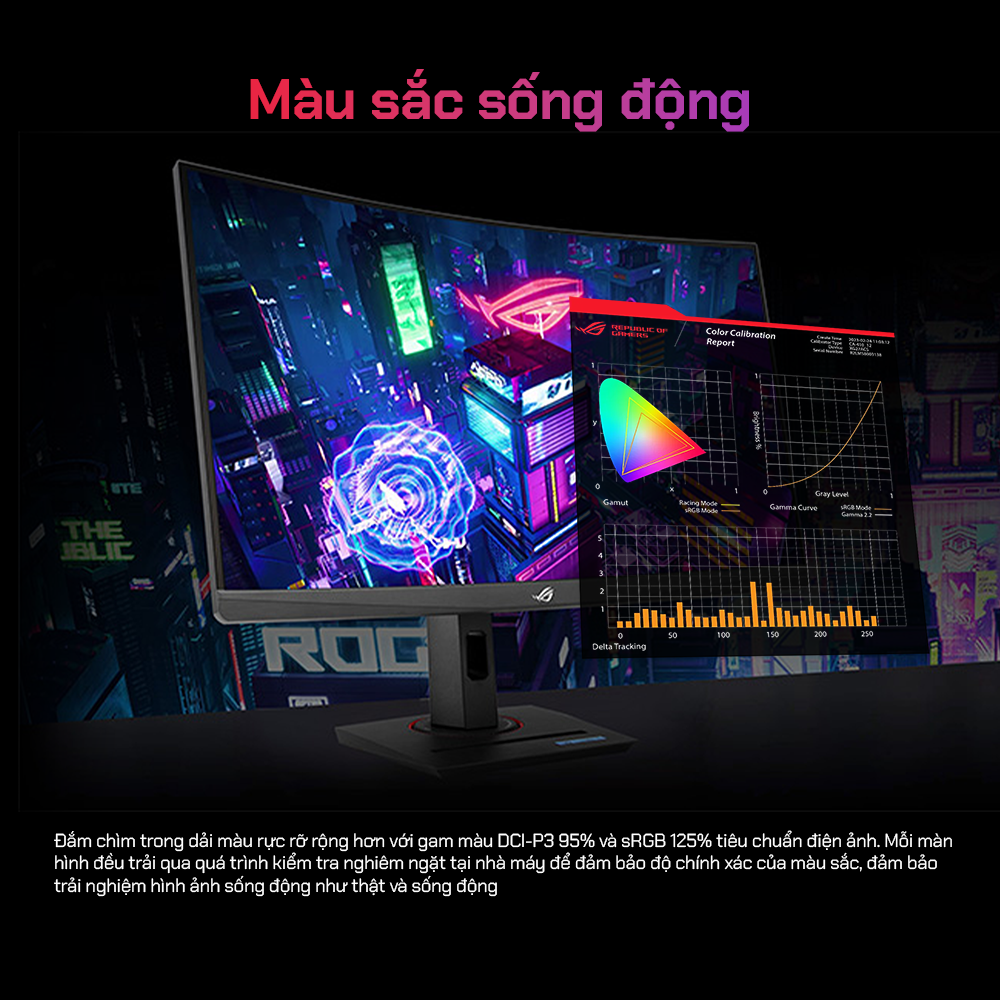 Màu sắc sống động
REPUBLIC OF
GAMERS
Color Calibration
Report
Create Time
Calibrator Type
Device
Serial Number
1
y
0
x
1
Gamut
Racing Mode
sRGB Mode
1
Brightness %
0
Gray Level
1
Gamma Curve
sRGB Mode
Gamma 2.2
5
4
3
2
1
0 50 100 150 200 250
Delta Tracking
THE
ROG
Đắm chìm trong dải màu rực rỡ rộng hơn với gam màu DCI-P3 95% và sRGB 125% tiêu chuẩn điện ảnh. Mỗi màn
hình đều trải qua quá trình kiểm tra nghiêm ngặt tại nhà máy để đảm bảo độ chính xác của màu sắc, đảm bảo
trải nghiệm hình ảnh sống động như thật và sống động